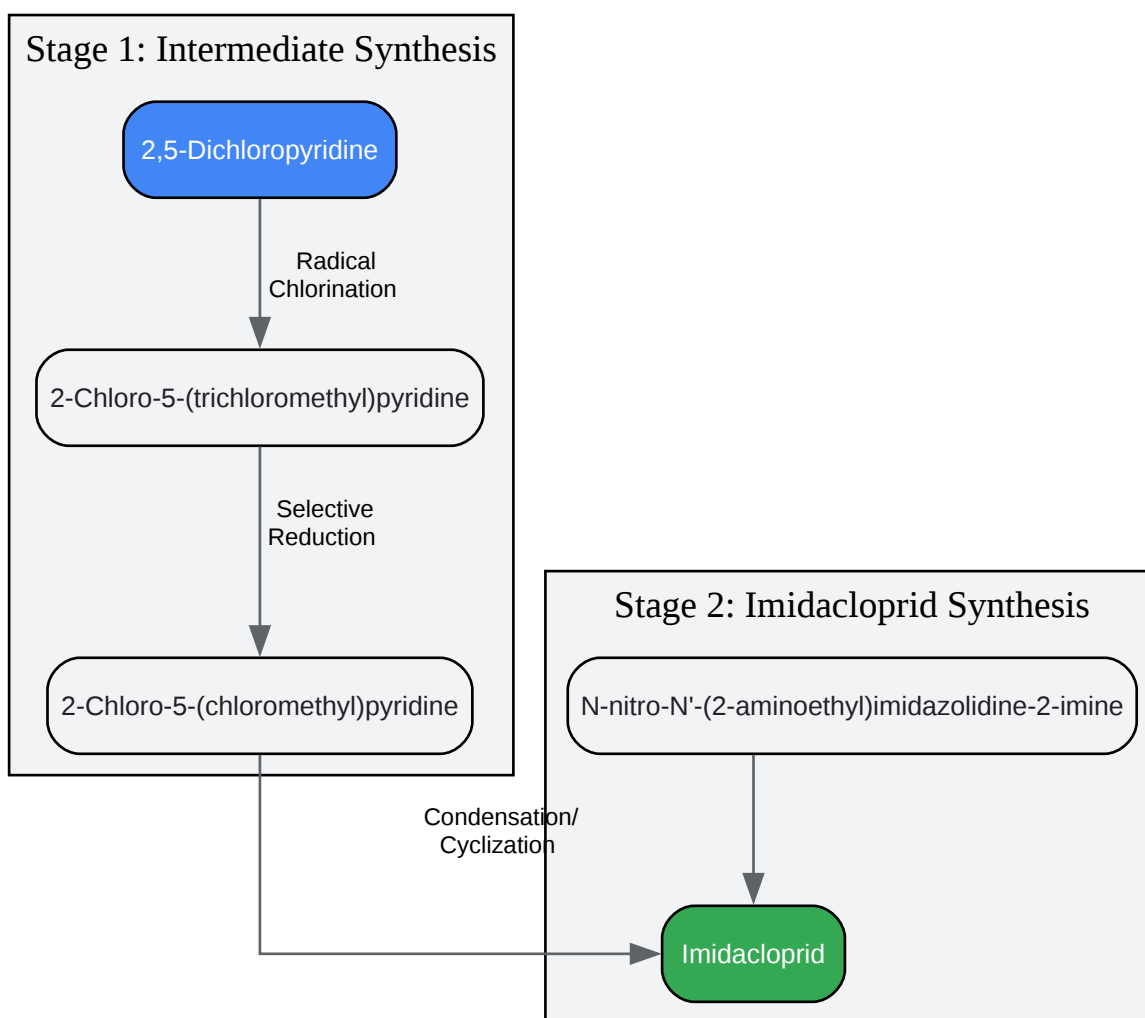 Stage 1: Intermediate Synthesis
2,5-Dichloropyridine
Radical
Chlorination
2-Chloro-5-(trichloromethyl)pyridine
Selective
Reduction
2-Chloro-5-(chloromethyl)pyridine
Stage 2: Imidacloprid Synthesis
N-nitro-N'-(2-aminoethyl)imidazolidine-2-imine
Condensation/
Cyclization
Imidacloprid